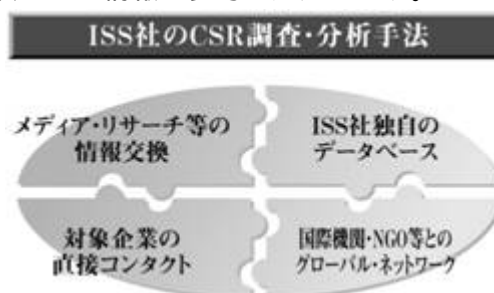 ISS社のCSR調査・分析手法
メディア・リサーチ等の
情報交換
ISS社独自の
データベース
対象企業の
直接コンタクト
国際機関・NGO等との
グローバル・ネットワーク